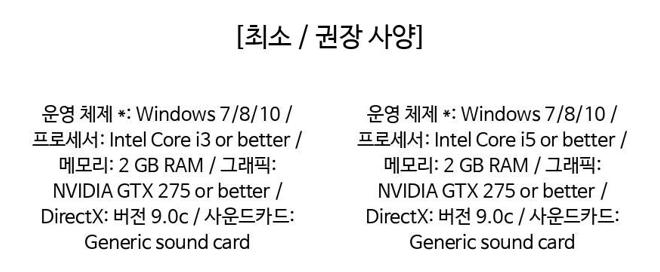 [최소 / 권장 사양]
운영 체제 *: Windows 7/8/10 /
프로세서: Intel Core i3 or better /
메모리: 2 GB RAM / 그래픽:
NVIDIA GTX 275 or better /
DirectX: 버전 9.0c / 사운드카드:
Generic sound card
운영 체제 *: Windows 7/8/10 /
프로세서: Intel Core i5 or better /
메모리: 2 GB RAM / 그래픽:
NVIDIA GTX 275 or better /
DirectX: 버전 9.0c / 사운드카드:
Generic sound card